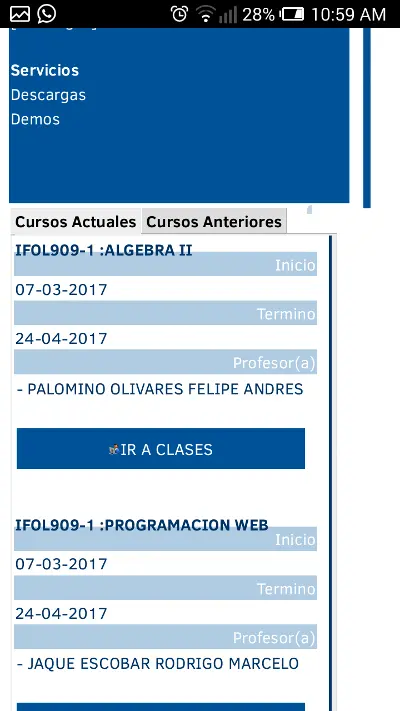 28% 10:59 AM
Servicios
Descargas
Demos
Cursos Actuales Cursos Anteriores
IFOL909-1 :ALGEBRA II
Inicio
07-03-2017
Termino
24-04-2017
Profesor(a)
- PALOMINO OLIVARES FELIPE ANDRES
IR A CLASES
IFOL909-1 :PROGRAMACION WEB
Inicio
07-03-2017
Termino
24-04-2017
Profesor(a)
- JAQUE ESCOBAR RODRIGO MARCELO